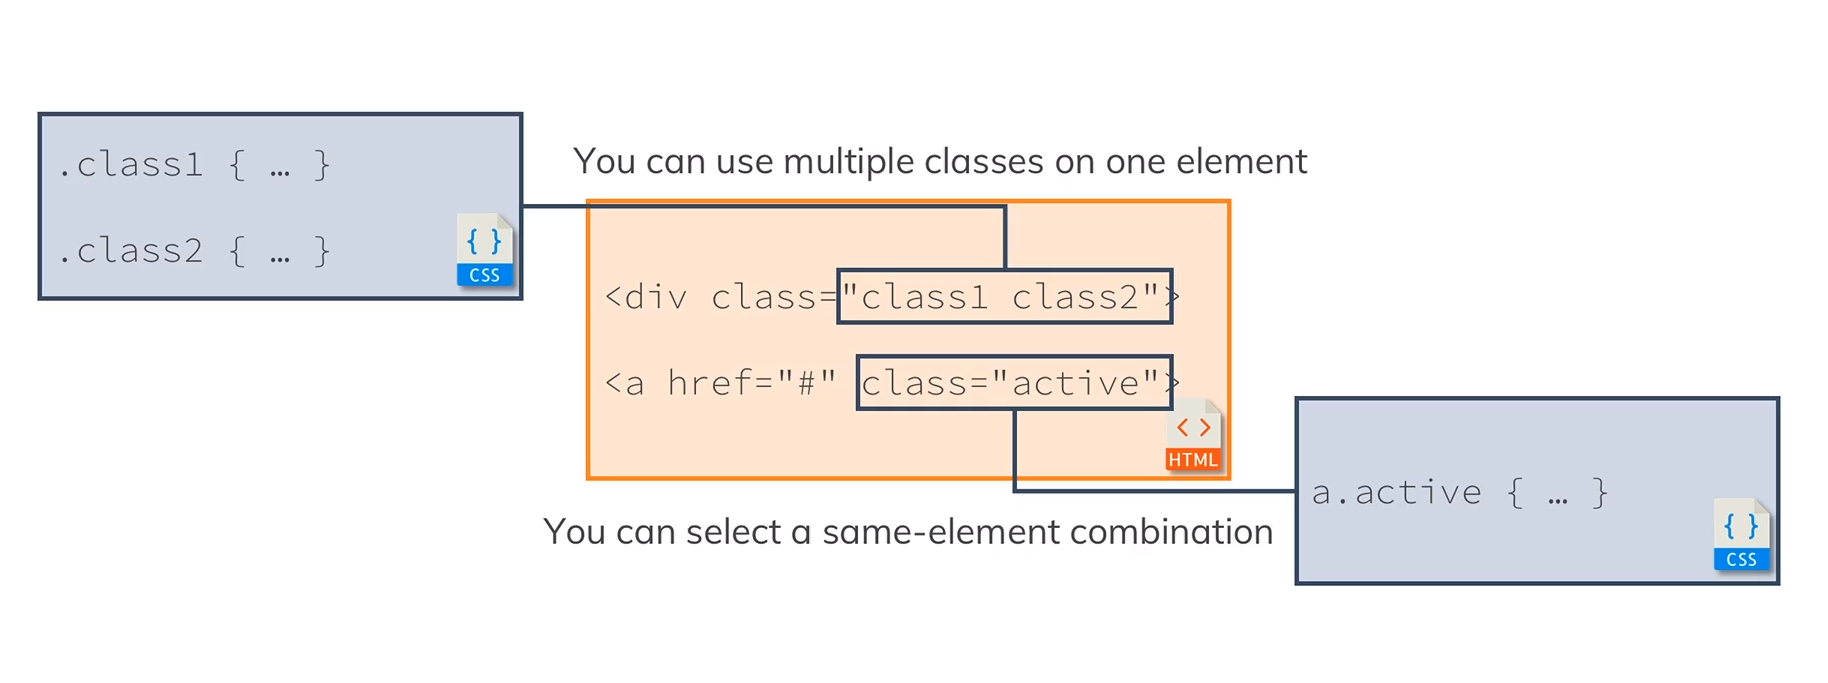 .class1 { … }
.class2 { … }
{ }
CSS
You can use multiple classes on one element
<div class="class1 class2">
<a href="#" class="active">
< >
HTML
You can select a same-element combination
a.active { … }
{ }
CSS